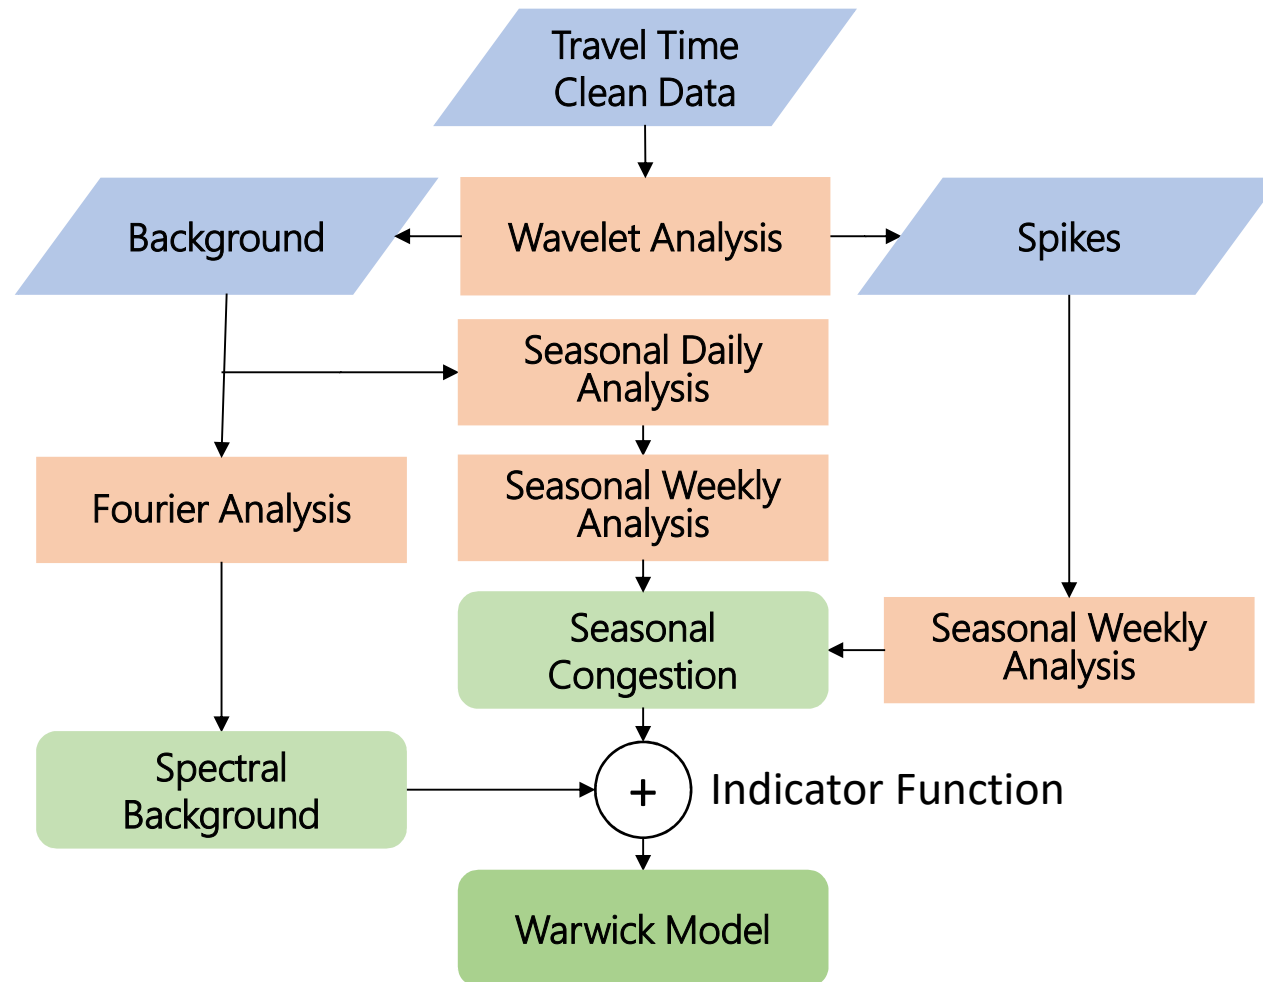 Travel Time
Clean Data
Background
Wavelet Analysis
Spikes
Seasonal Daily
Analysis
Fourier Analysis
Seasonal Weekly
Analysis
Seasonal
Congestion
Seasonal Weekly
Analysis
Spectral
Background
+
Indicator Function
Warwick Model